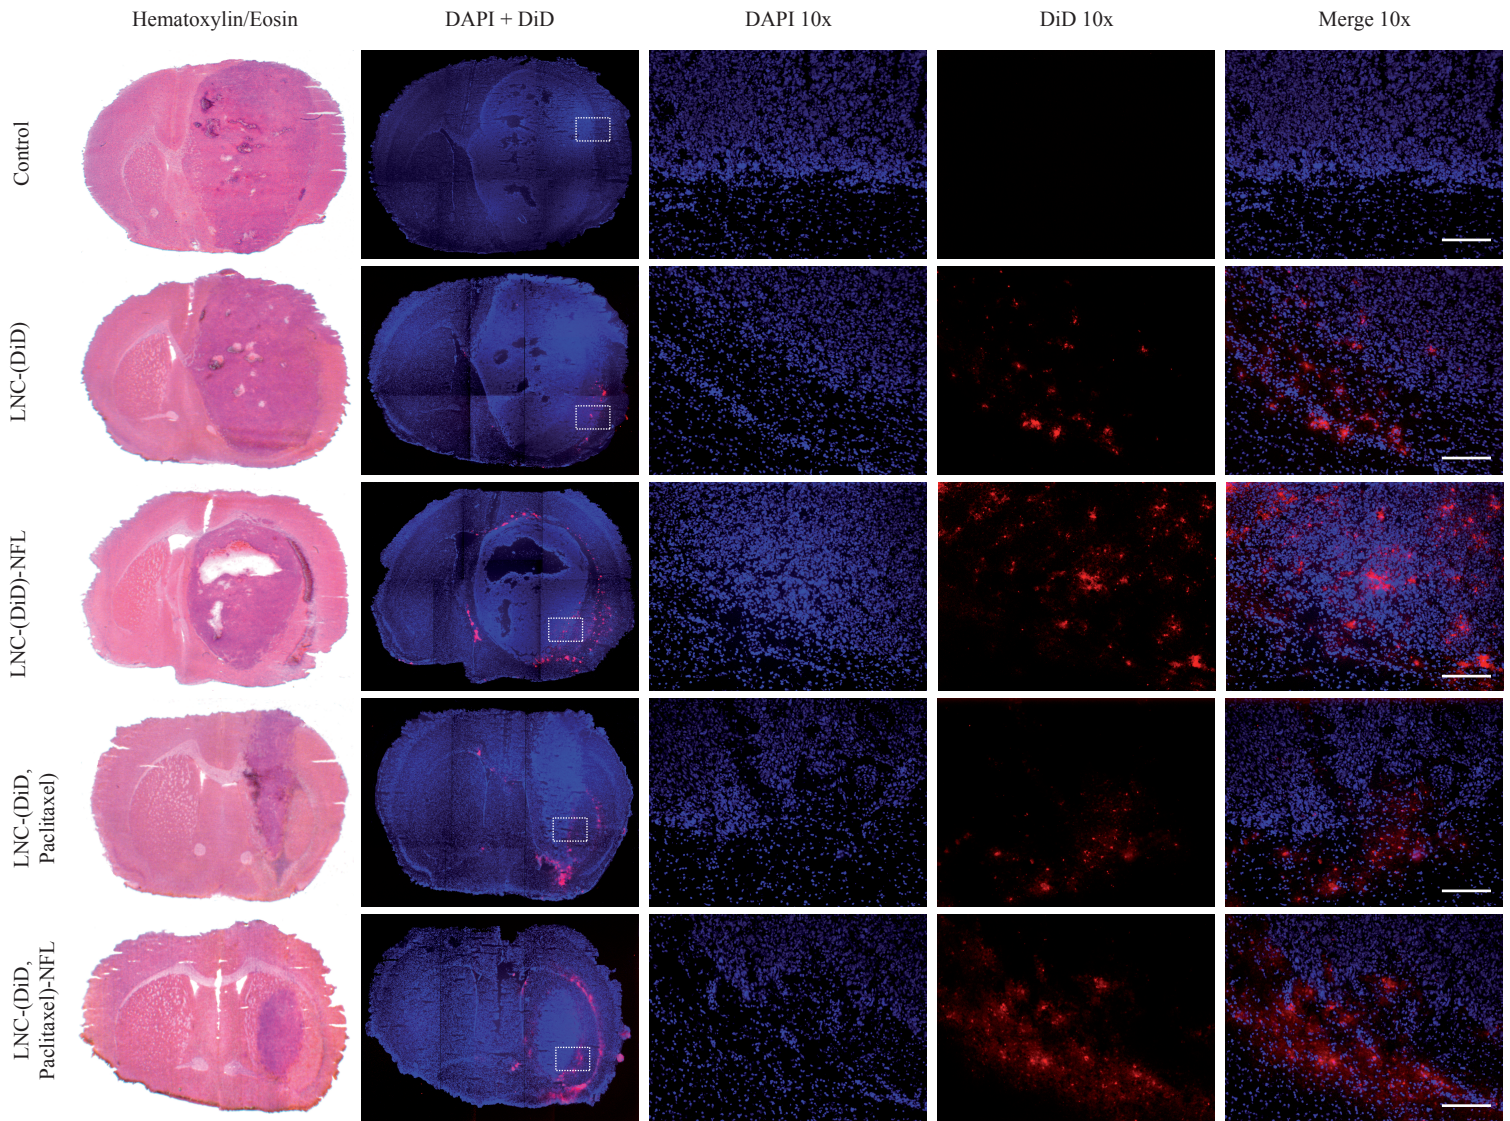 Hematoxylin/Eosin
DAPI + DiD
DAPI 10x
DiD 10x
Merge 10x
Control
LNC-(DiD)
LNC-(DiD)-NFL
LNC-(DiD,
Paclitaxel)
LNC-(DiD,
Paclitaxel)-NFL